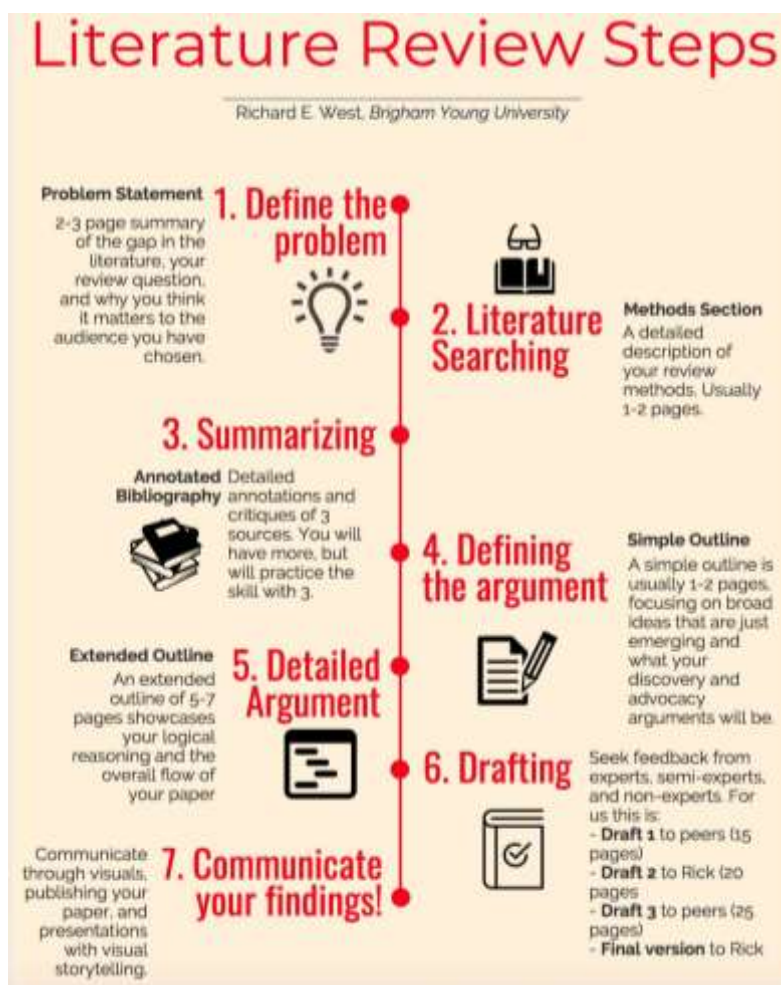 Literature Review Steps
Richard E. West, Brigham Young University
1. Define the
problem
Problem Statement
2-3 page summary
of the gap in the
literature, your
review question,
and why you think
it matters to the
audience you have
chosen.
2. Literature
Searching
Methods Section
A detailed
description of
your review
methods. Usually
1-2 pages.
3. Summarizing
Annotated
Bibliography
Detailed
annotations and
critiques of 3
sources. You will
have more, but
will practice the
skill with 3.
4. Defining
the argument
Simple Outline
A simple outline is
usually 1-2 pages,
focusing on broad
ideas that are just
emerging and
what your
discovery and
advocacy
arguments will be.
5. Detailed
Argument
Extended Outline
An extended
outline of 5-7
pages showcases
your logical
reasoning and the
overall flow of
your paper
6. Drafting
Seek feedback from
experts, semi-experts,
and non-experts. For
us this is:
- Draft 1 to peers (15
pages)
- Draft 2 to Rick (20
pages
- Draft 3 to peers (25
pages)
- Final version to Rick
7. Communicate
your findings!
Communicate
through visuals,
publishing your
paper, and
presentations
with visual
storytelling.